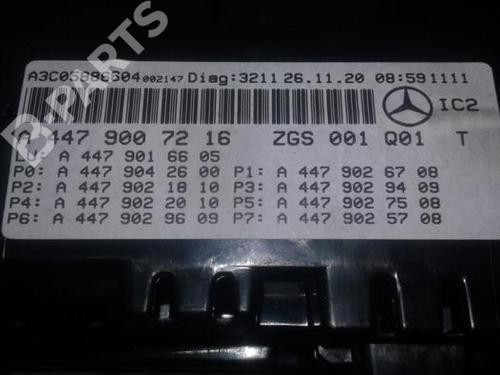 A3C05896604 002147 Diag:3211 26.11.20 08:59 1111
IC2
A 447 900 72 16 ZGS 001 Q01 T
A 447 901 66 05
P0: A 447 904 26 00 P1: A 447 902 67 08
P2: A 447 902 18 10 P3: A 447 902 94 09
P4: A 447 902 20 10 P5: A 447 902 75 08
P6: A 447 902 96 09 P7: A 447 902 57 08
B-PARTS